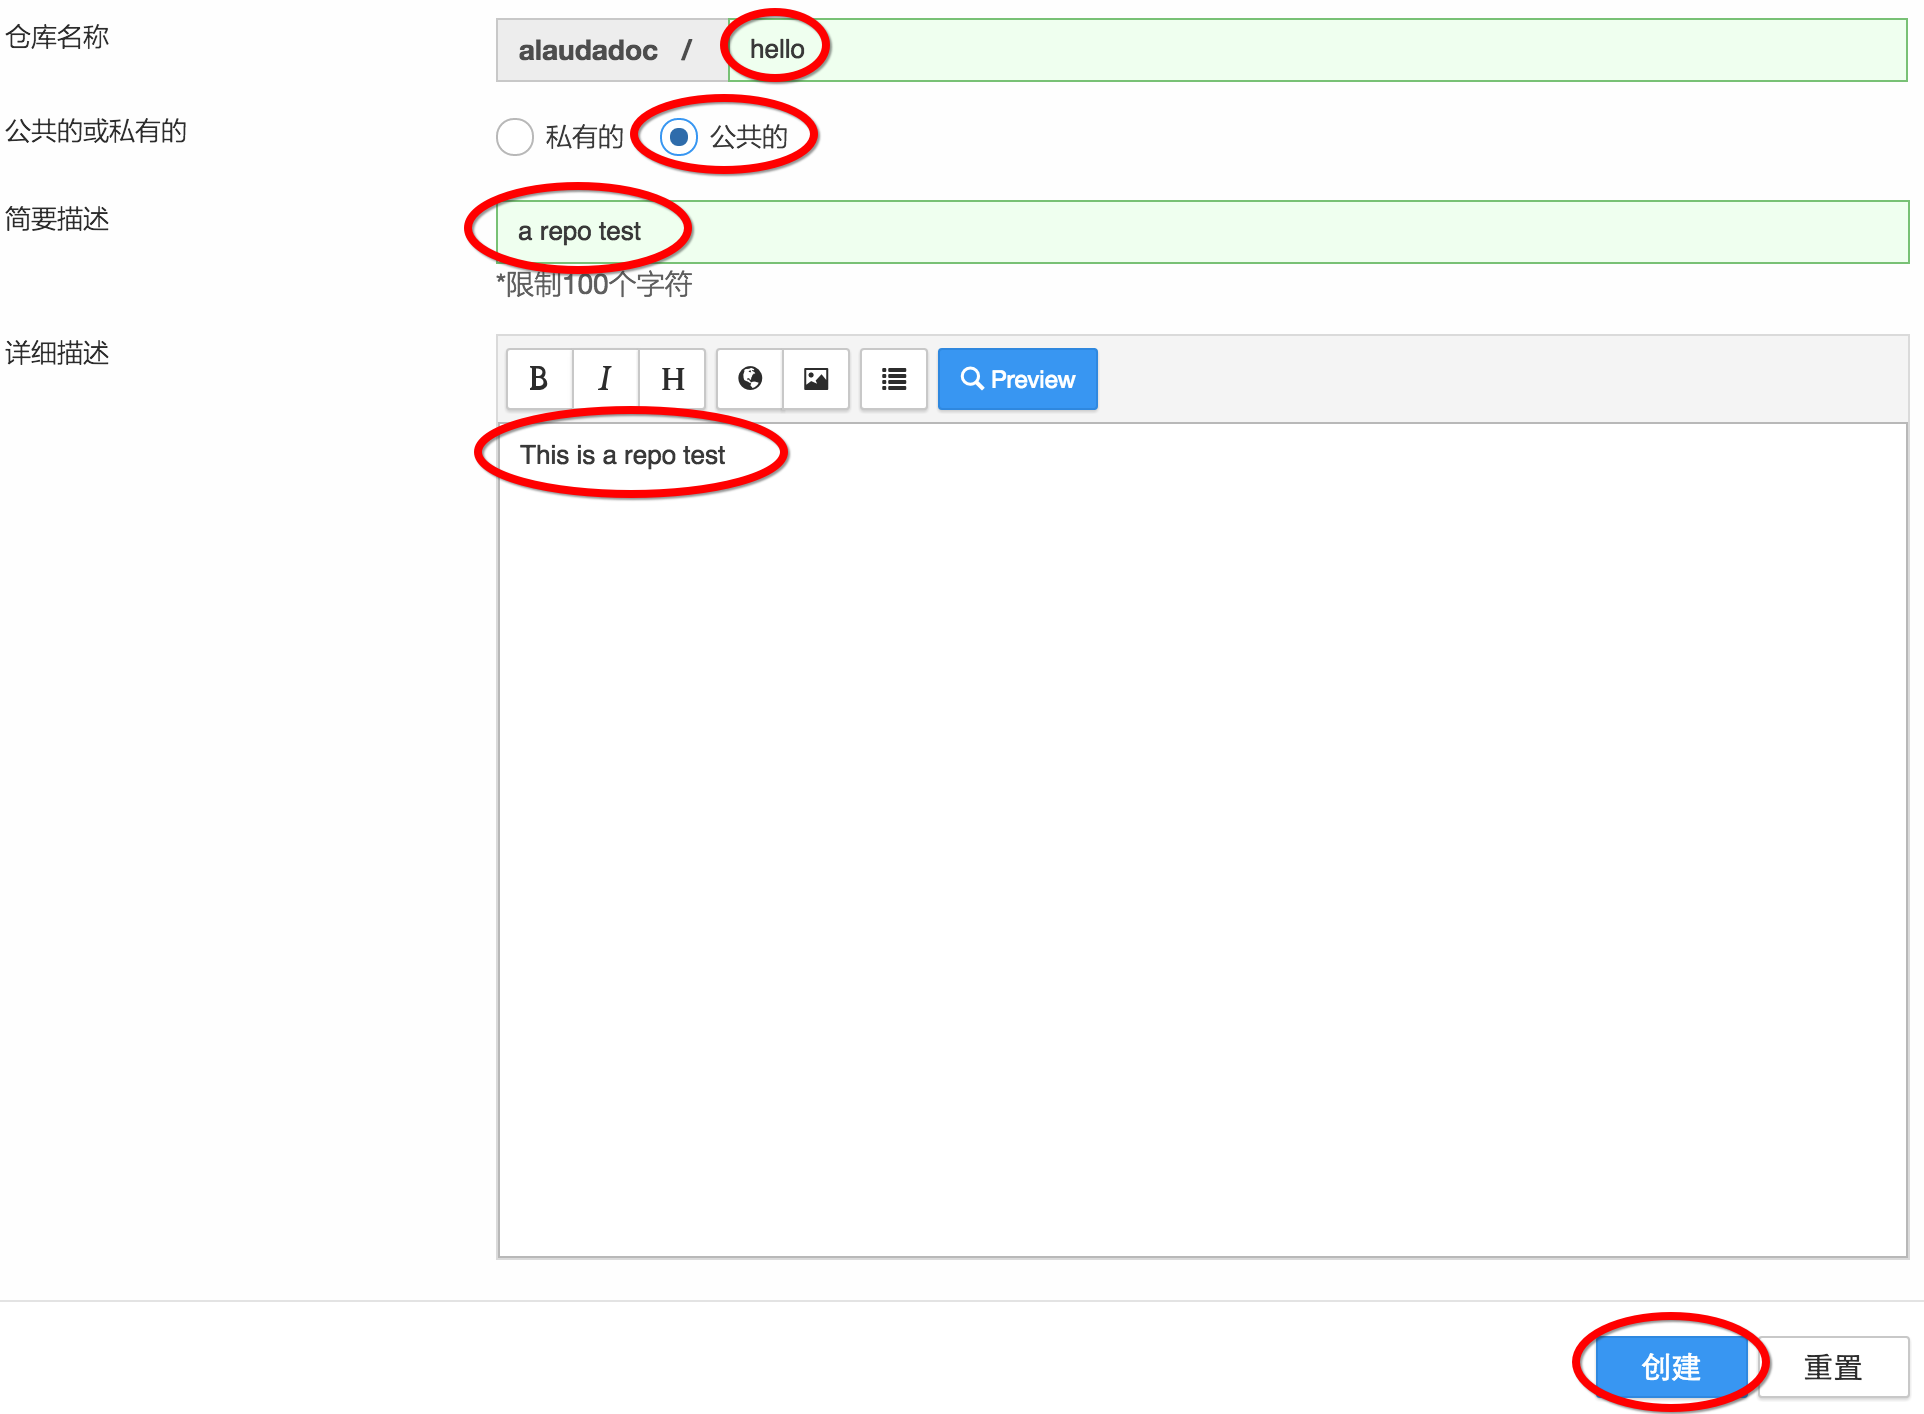 仓库名称
alaudadoc / hello
公共的或私有的
私有的 公共的
简要描述
a repo test
*限制100个字符
详细描述
B I H Preview
This is a repo test
创建 重置